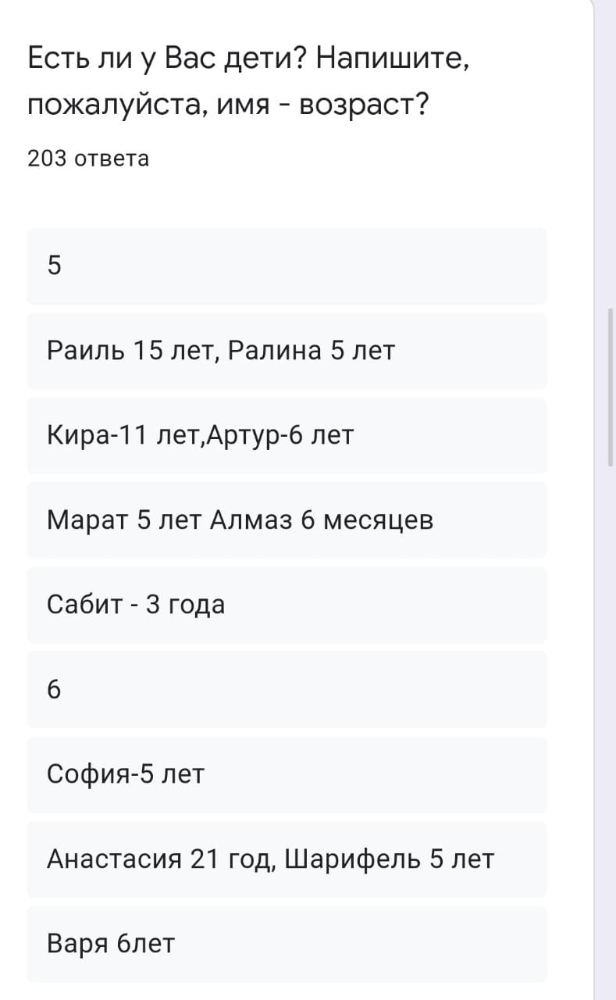 Есть ли у Вас дети? Напишите,
пожалуйста, имя - возраст?
203 ответа
5
Раиль 15 лет, Ралина 5 лет
Кира-11 лет,Артур-6 лет
Марат 5 лет Алмаз 6 месяцев
Сабит - 3 года
6
София-5 лет
Анастасия 21 год, Шарифель 5 лет
Варя 6лет